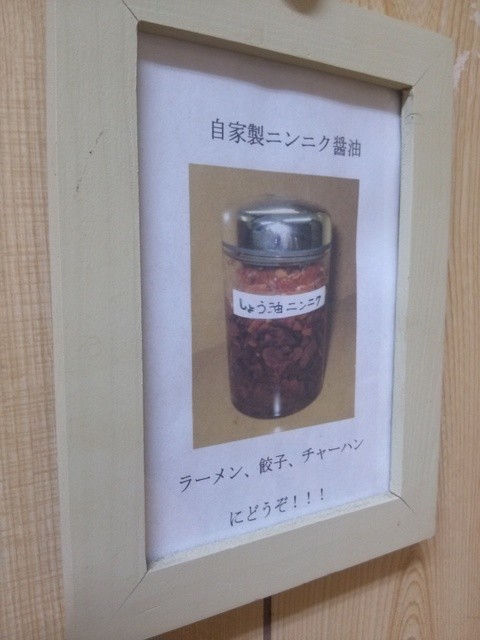 自家製ニンニク醤油
しょう油ニンニク
ラーメン、餃子、チャーハン
にどうぞ！！！